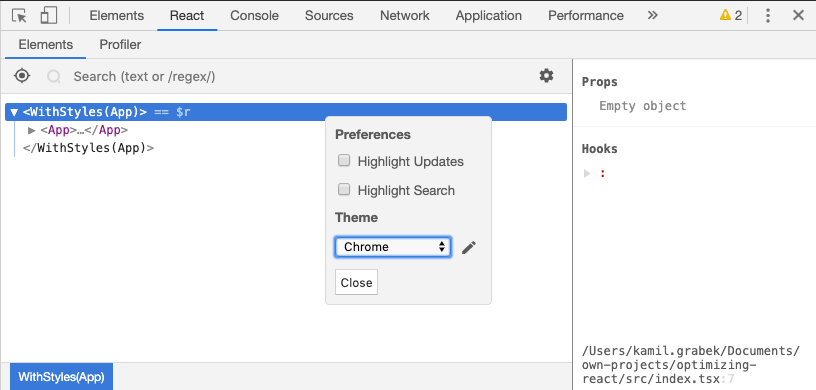 Elements React Console Sources Network Application Performance » 2
Elements Profiler
Search (text or /regex/)
<WithStyles(App)> == $r
<App>…</App>
</WithStyles(App)>
Preferences
Highlight Updates
Highlight Search
Theme
Chrome
Close
Props
Empty object
Hooks
:
/Users/kamil.grabek/Documents/
own-projects/optimizing-
react/src/index.tsx:7
WithStyles(App)